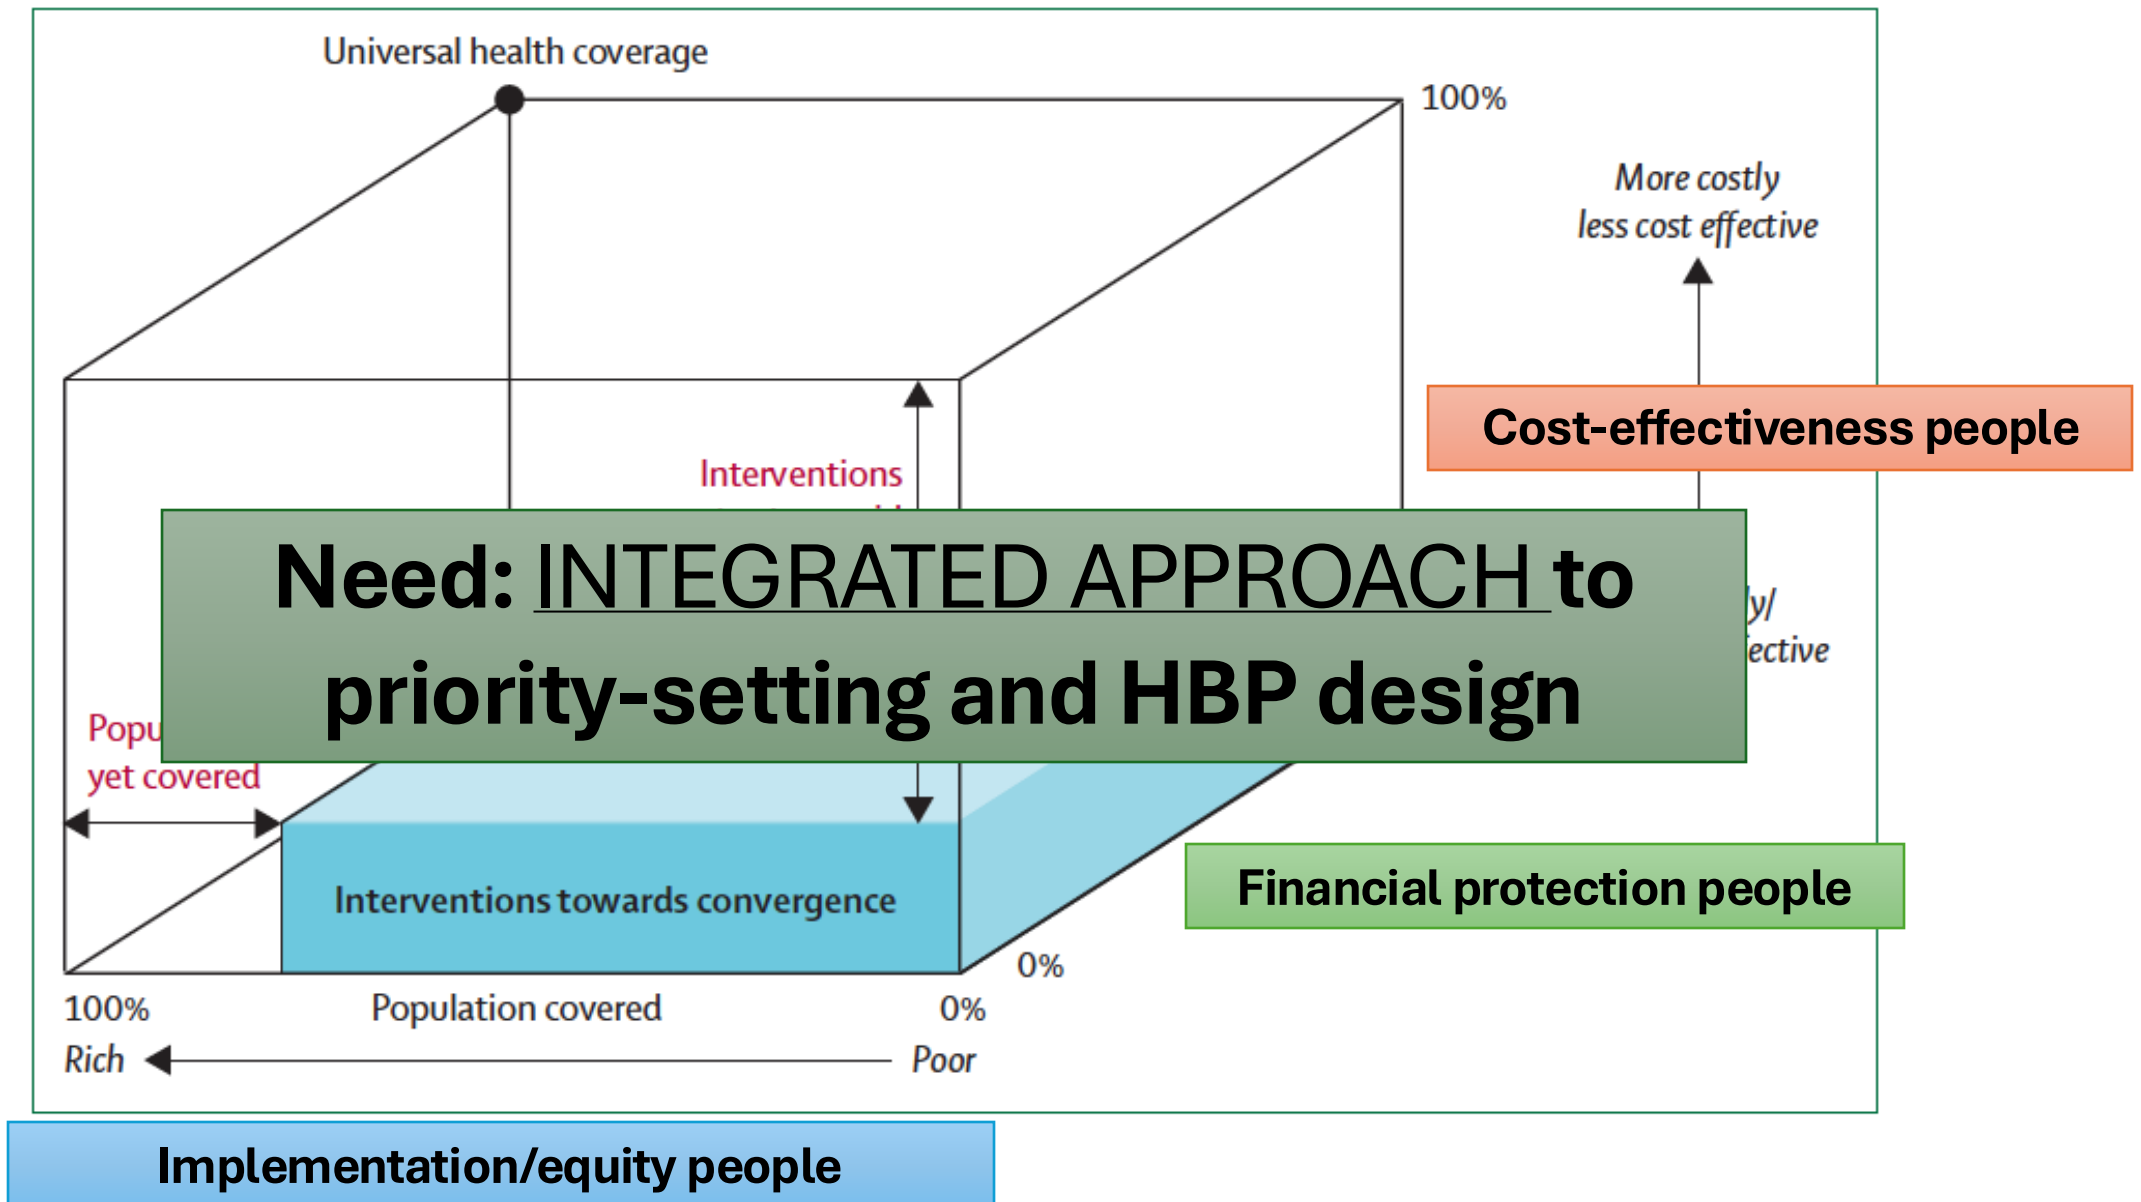 Universal health coverage
100%
More costly
less cost effective
Cost-effectiveness people
Interventions
Need: INTEGRATED APPROACH to
priority-setting and HBP design
y/
ective
Popu
yet covered
Financial protection people
Interventions towards convergence
0%
100%
Population covered
0%
Rich
Poor
Implementation/equity people